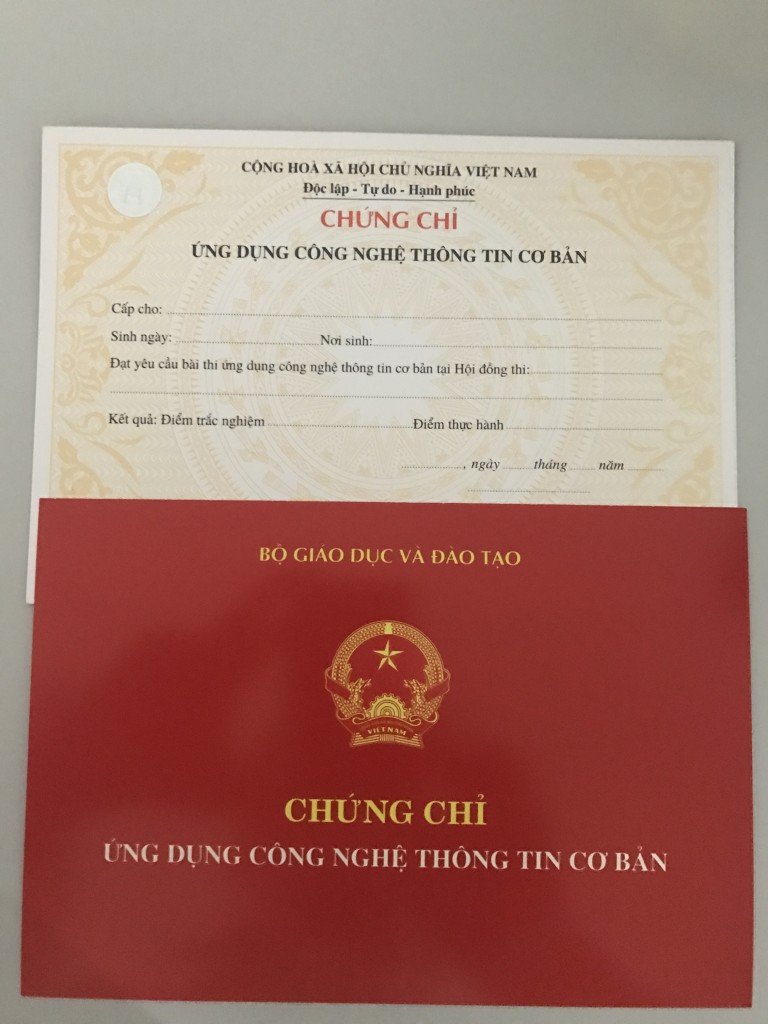 CỘNG HOÀ XÃ HỘI CHỦ NGHĨA VIỆT NAM
Độc lập - Tự do - Hạnh phúc
CHỨNG CHỈ
ỨNG DỤNG CÔNG NGHỆ THÔNG TIN CƠ BẢN
Cấp cho:
Sinh ngày: Nơi sinh:
Đạt yêu cầu bài thi ứng dụng công nghệ thông tin cơ bản tại Hội đồng thi:
Kết quả: Điểm trắc nghiệm Điểm thực hành
, ngày tháng năm
BỘ GIÁO DỤC VÀ ĐÀO TẠO
VIETNAM
CHỨNG CHỈ
ỨNG DỤNG CÔNG NGHỆ THÔNG TIN CƠ BẢN